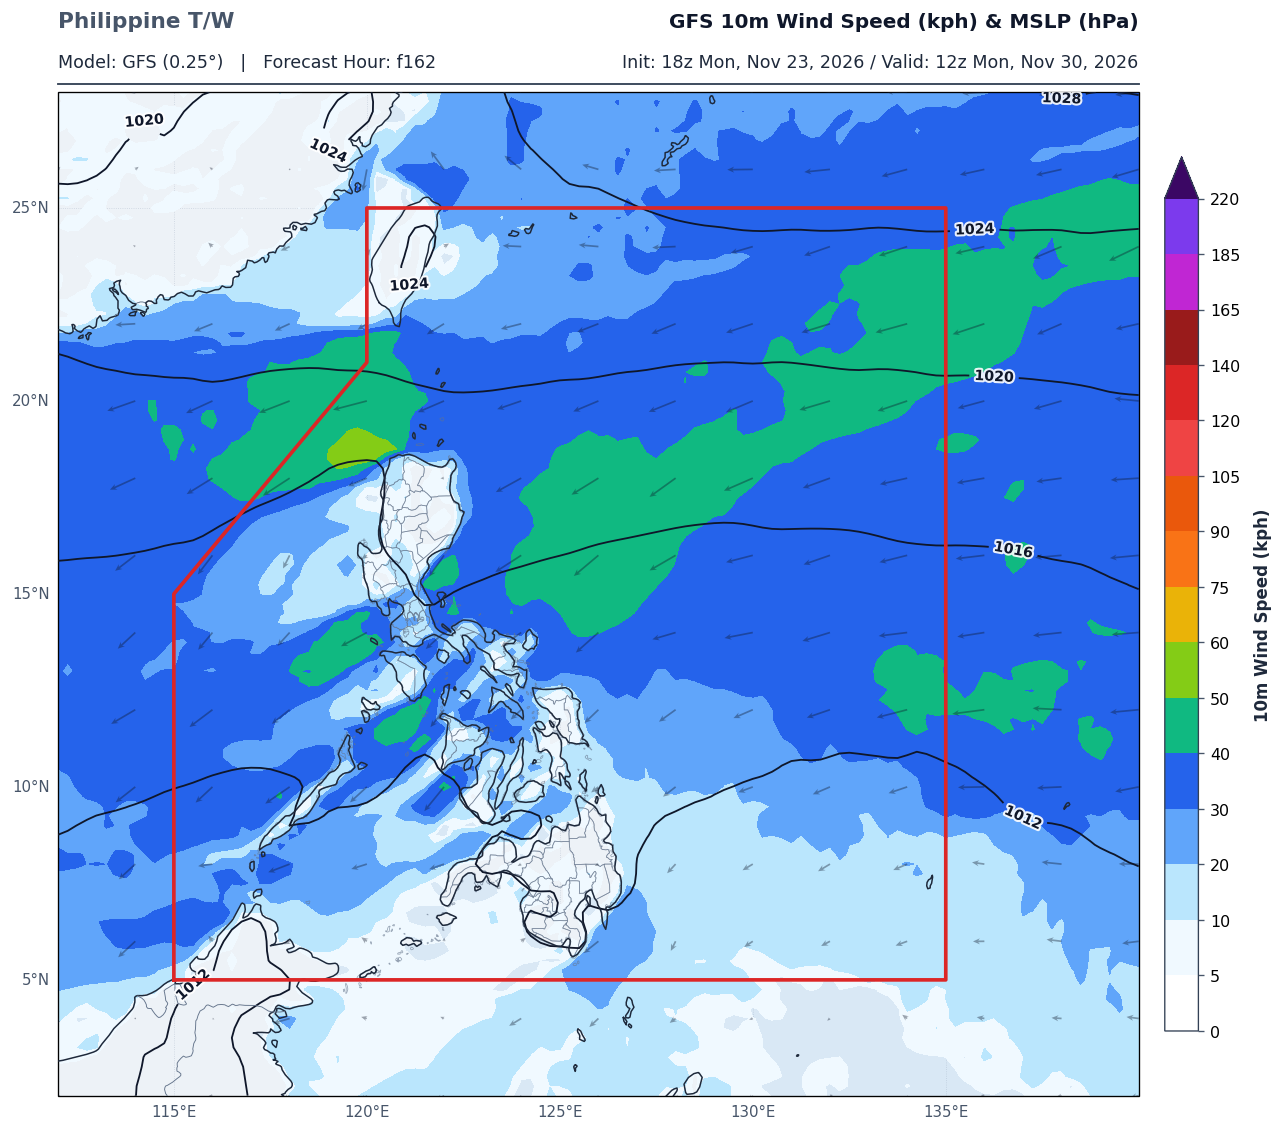 Philippine T/W
GFS 10m Wind Speed (kph) & MSLP (hPa)
Model: GFS (0.25°)   |   Forecast Hour: f162
Init: 18z Mon, Nov 23, 2026 / Valid: 12z Mon, Nov 30, 2026
1028
1020
1024
25°N
1024
1024
1020
20°N
1016
15°N
10°N
1012
1012
5°N
115°E
120°E
125°E
130°E
135°E
220
185
165
140
120
105
90
75
60
50
40
30
20
10
5
0
10m Wind Speed (kph)